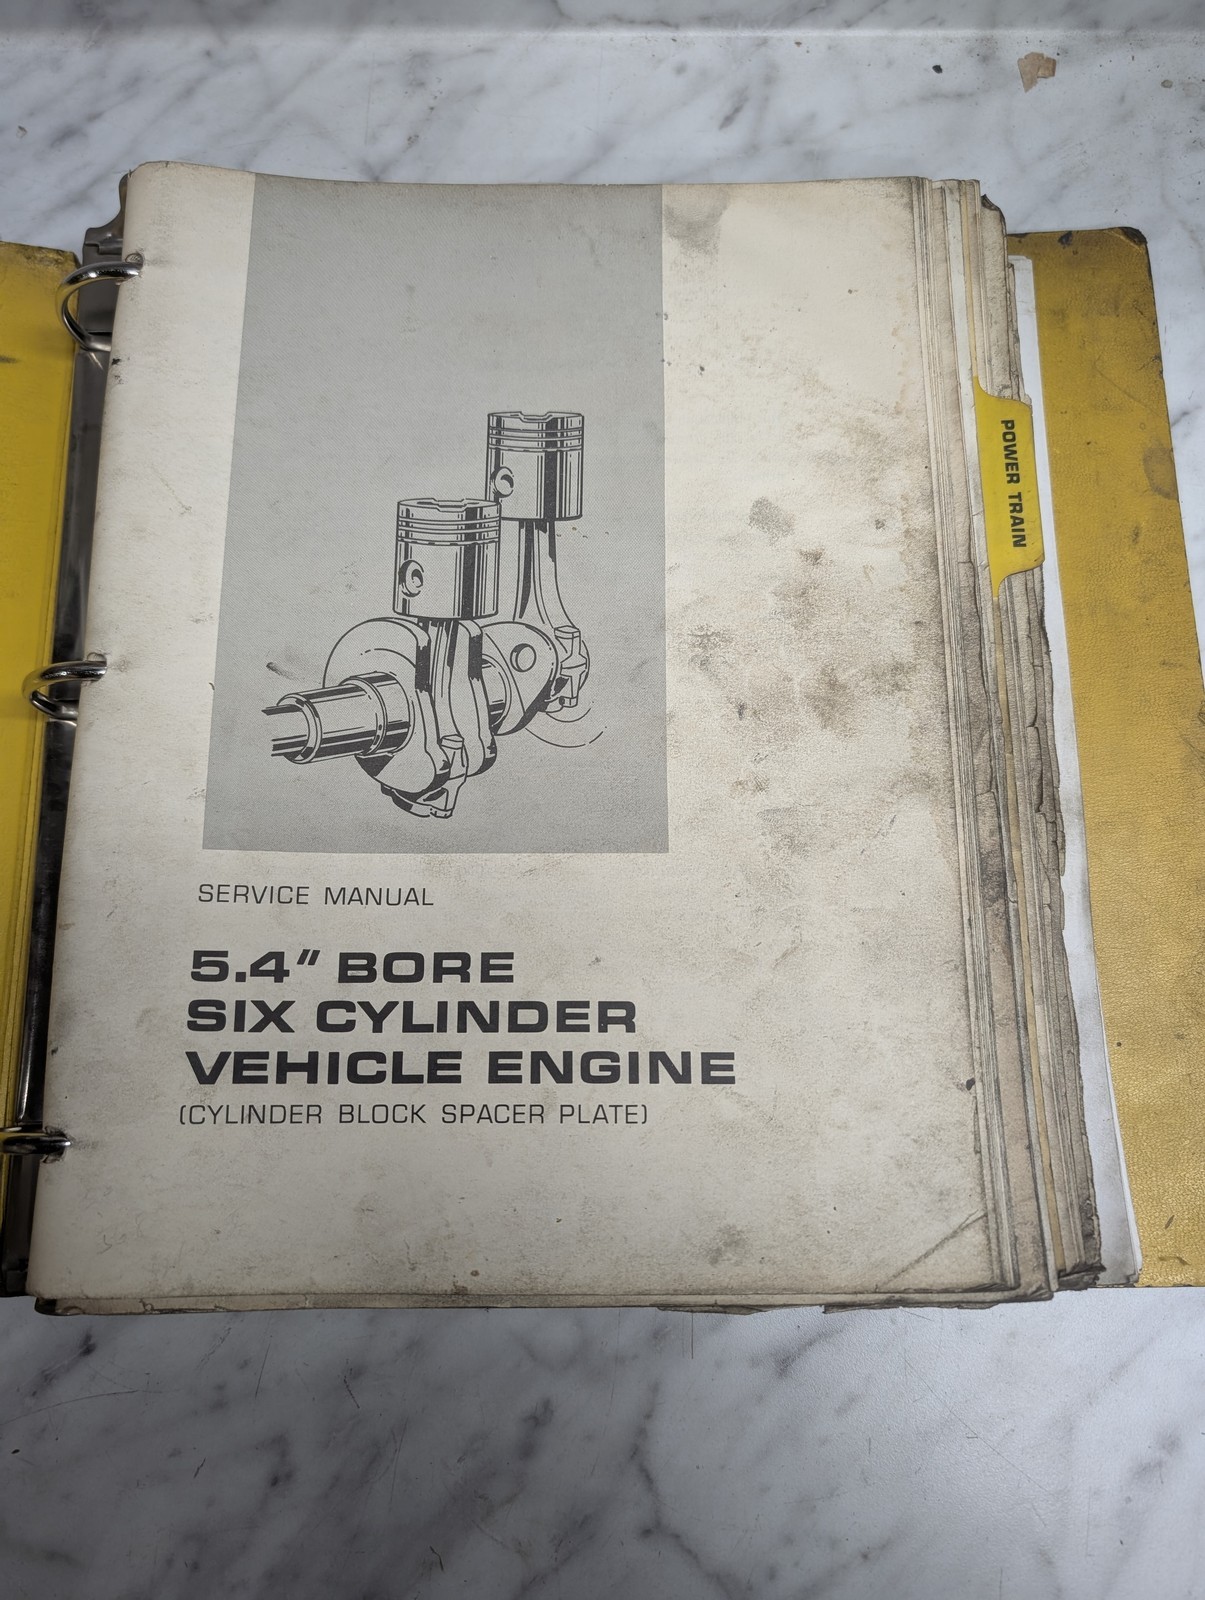 SERVICE MANUAL
5.4" BORE
SIX CYLINDER
VEHICLE ENGINE
(CYLINDER BLOCK SPACER PLATE)
POWER TRAIN